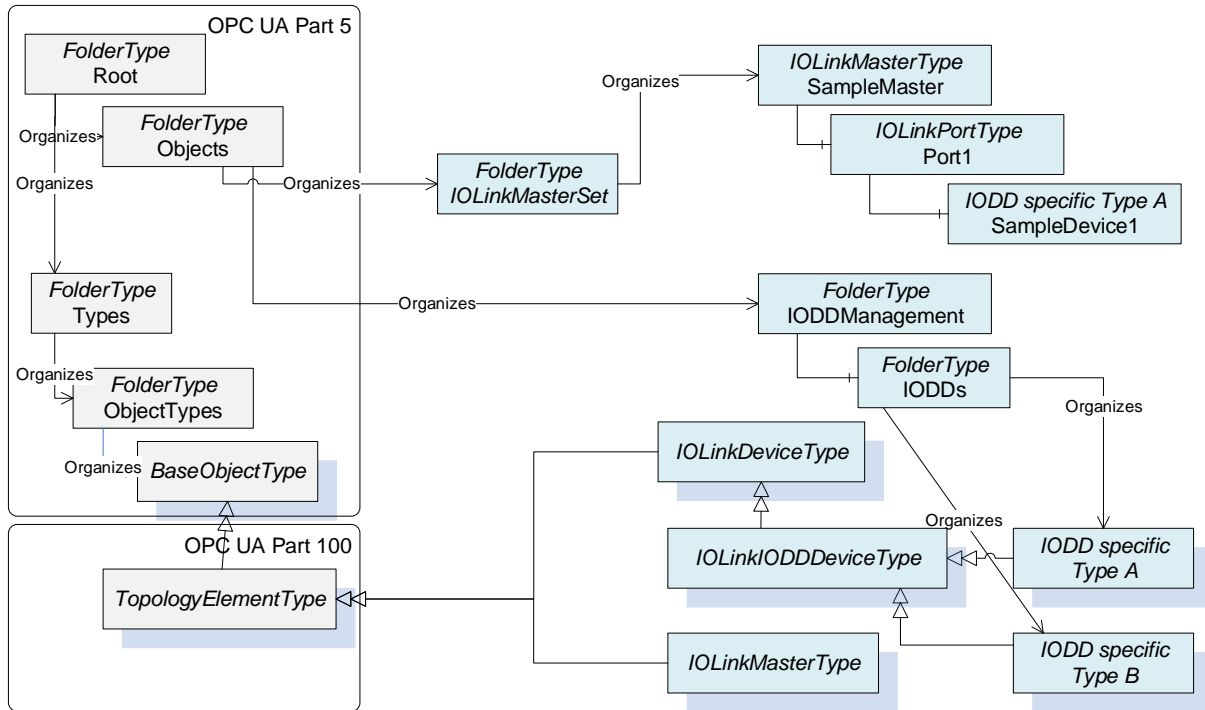 OPC UA Part 5
FolderType
Root
Organizes
FolderType
Objects
Organizes
FolderType
Types
Organizes
FolderType
ObjectTypes
Organizes
BaseObjectType
OPC UA Part 100
TopologyElementType
Organizes
FolderType
IOLinkMasterSet
Organizes
IOLinkMasterType
SampleMaster
IOLinkPortType
Port1
IODD specific Type A
SampleDevice1
Organizes
FolderType
IODDManagement
FolderType
IODDs
Organizes
Organizes
IOLinkDeviceType
IOLinkIODDDeviceType
IOLinkMasterType
IODD specific
Type A
IODD specific
Type B